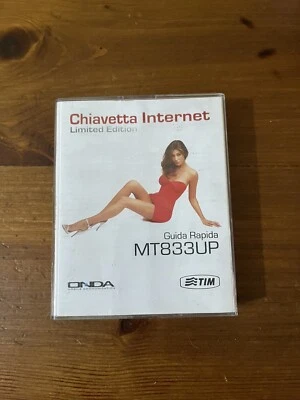 Chiavetta Internet
Limited Edition
Guida Rapida
MT833UP
ONDA
TIM